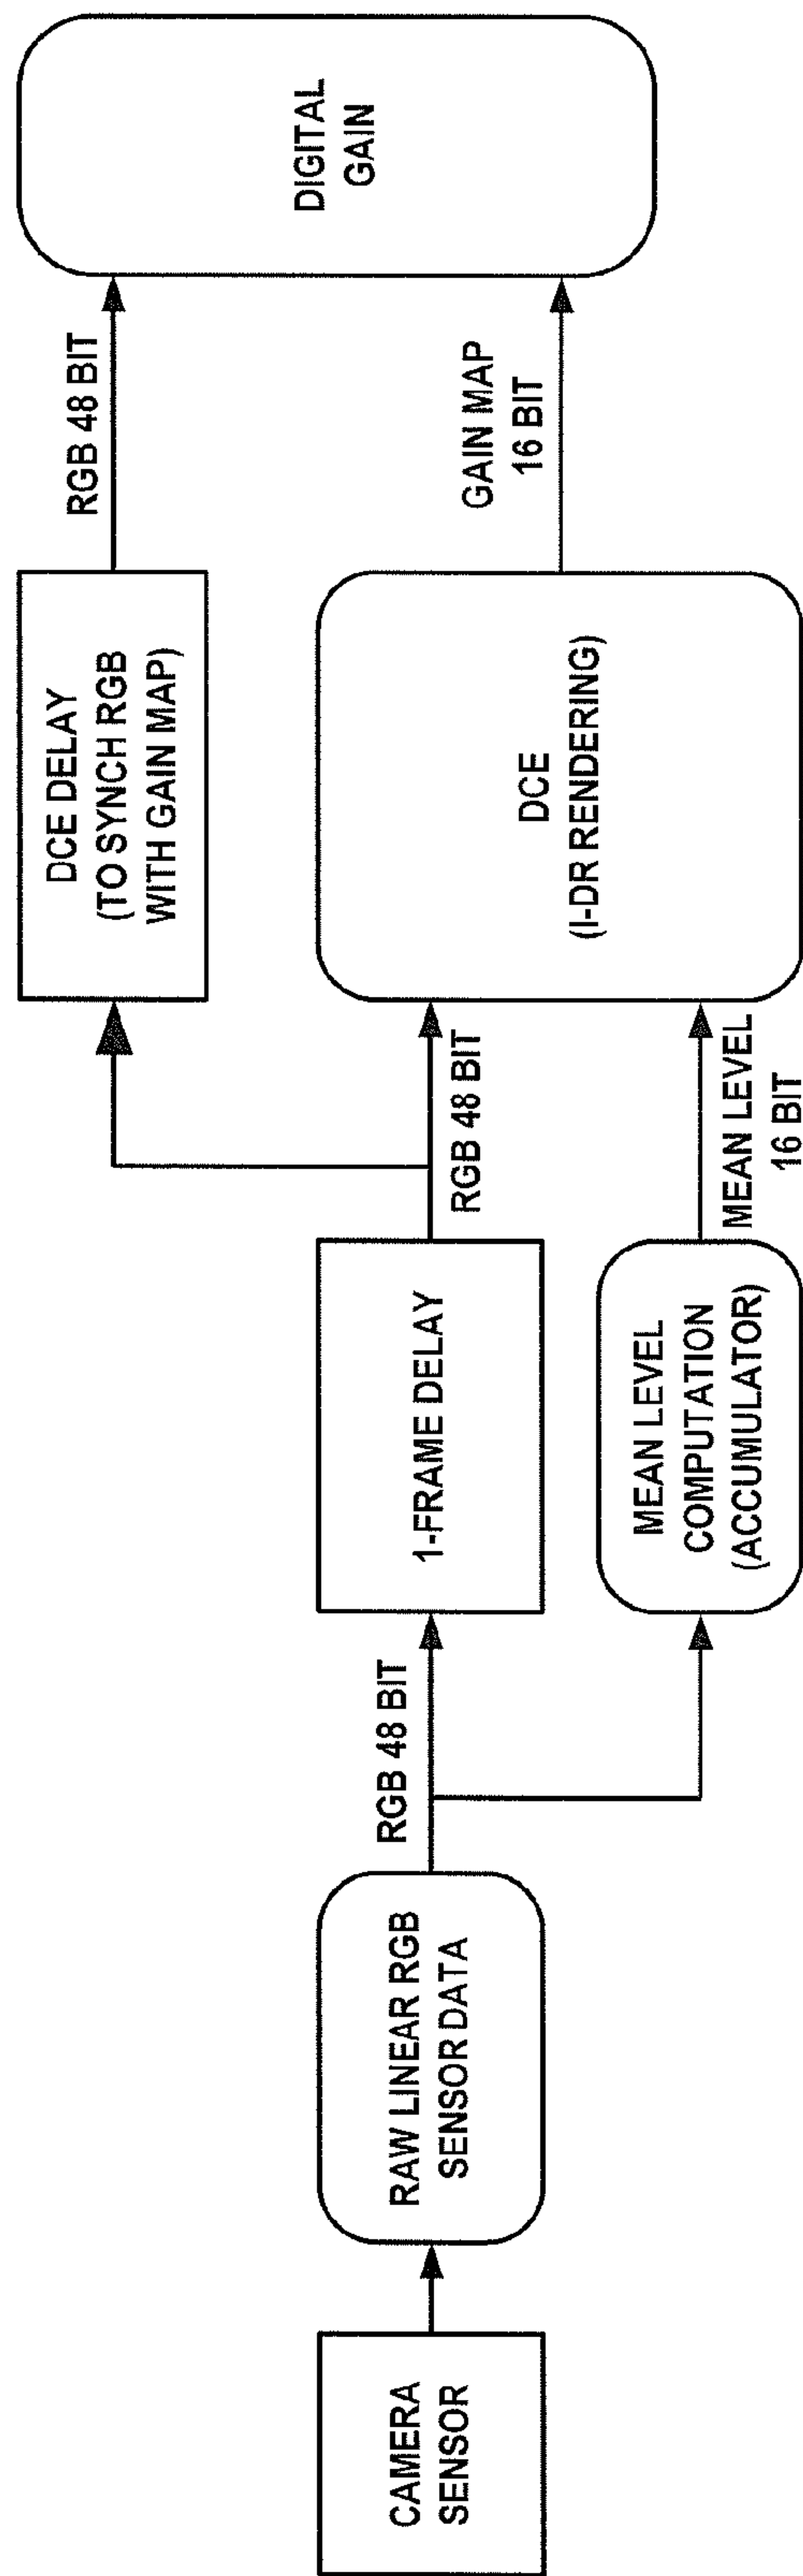 CAMERA
SENSOR
RAW LINEAR RGB
SENSOR DATA
RGB 48 BIT
1-FRAME DELAY
MEAN LEVEL
COMPUTATION
(ACCUMULATOR)
RGB 48 BIT
MEAN LEVEL
16 BIT
DCE DELAY
(TO SYNCH RGB
WITH GAIN MAP)
DCE
(I-DR RENDERING)
RGB 48 BIT
GAIN MAP
16 BIT
DIGITAL
GAIN